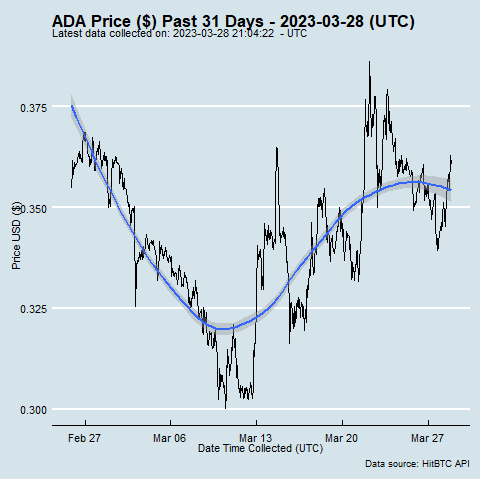 ADA Price ($) Past 31 Days - 2023-03-28 (UTC)
Latest data collected on: 2023-03-28 21:04:22 - UTC
0.375
0.350
0.325
0.300
Price USD ($)
Feb 27 Mar 06 Mar 13 Mar 20 Mar 27
Date Time Collected (UTC)
Data source: HitBTC API